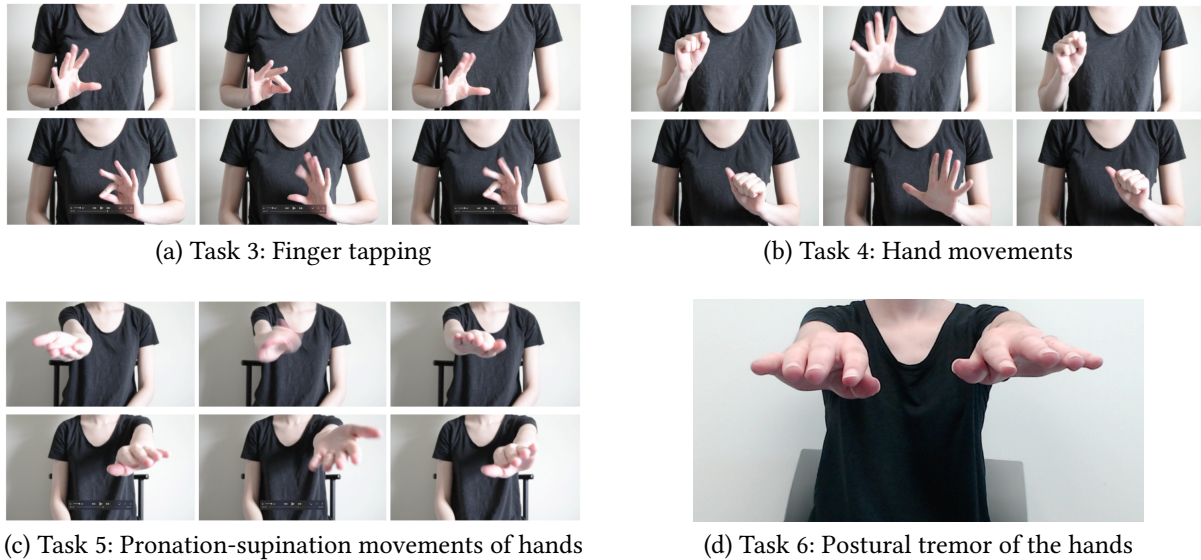 (a) Task 3: Finger tapping
(b) Task 4: Hand movements
(c) Task 5: Pronation-supination movements of hands
(d) Task 6: Postural tremor of the hands